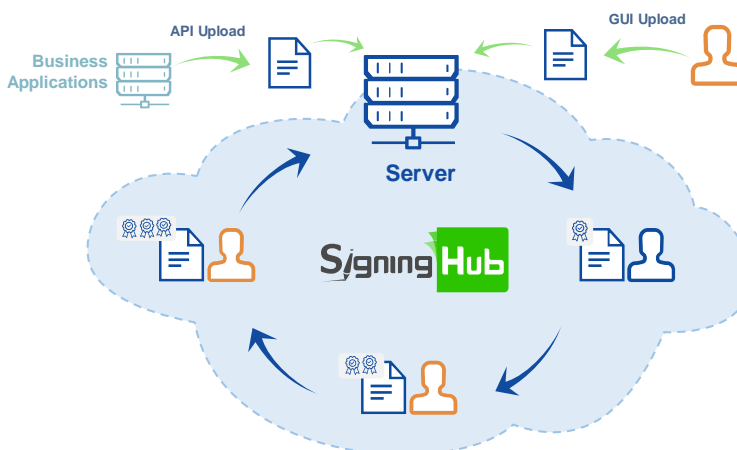 API Upload
GUI Upload
Business
Applications
Server
SigningHub